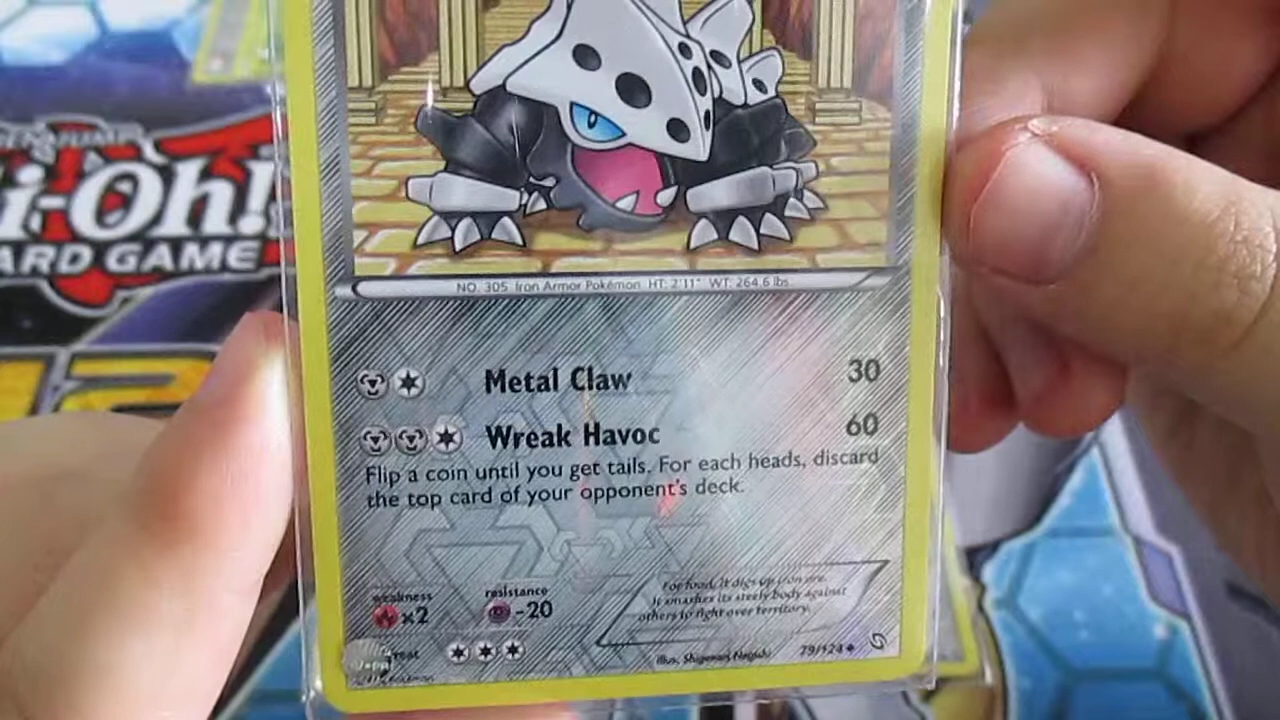 i-Oh!
ARD GAME
NO. 305 Iron Armor Pokémon HT: 2'11" WT: 264.6 lbs.
Metal Claw 30
Wreak Havoc 60
Flip a coin until you get tails. For each heads, discard
the top card of your opponent's deck.
weakness
×2
resistance
-20
For food, it digs up iron ore.
It smashes its steely body against
others to fight over territory.
Illus. Shigenori Negishi
79/124